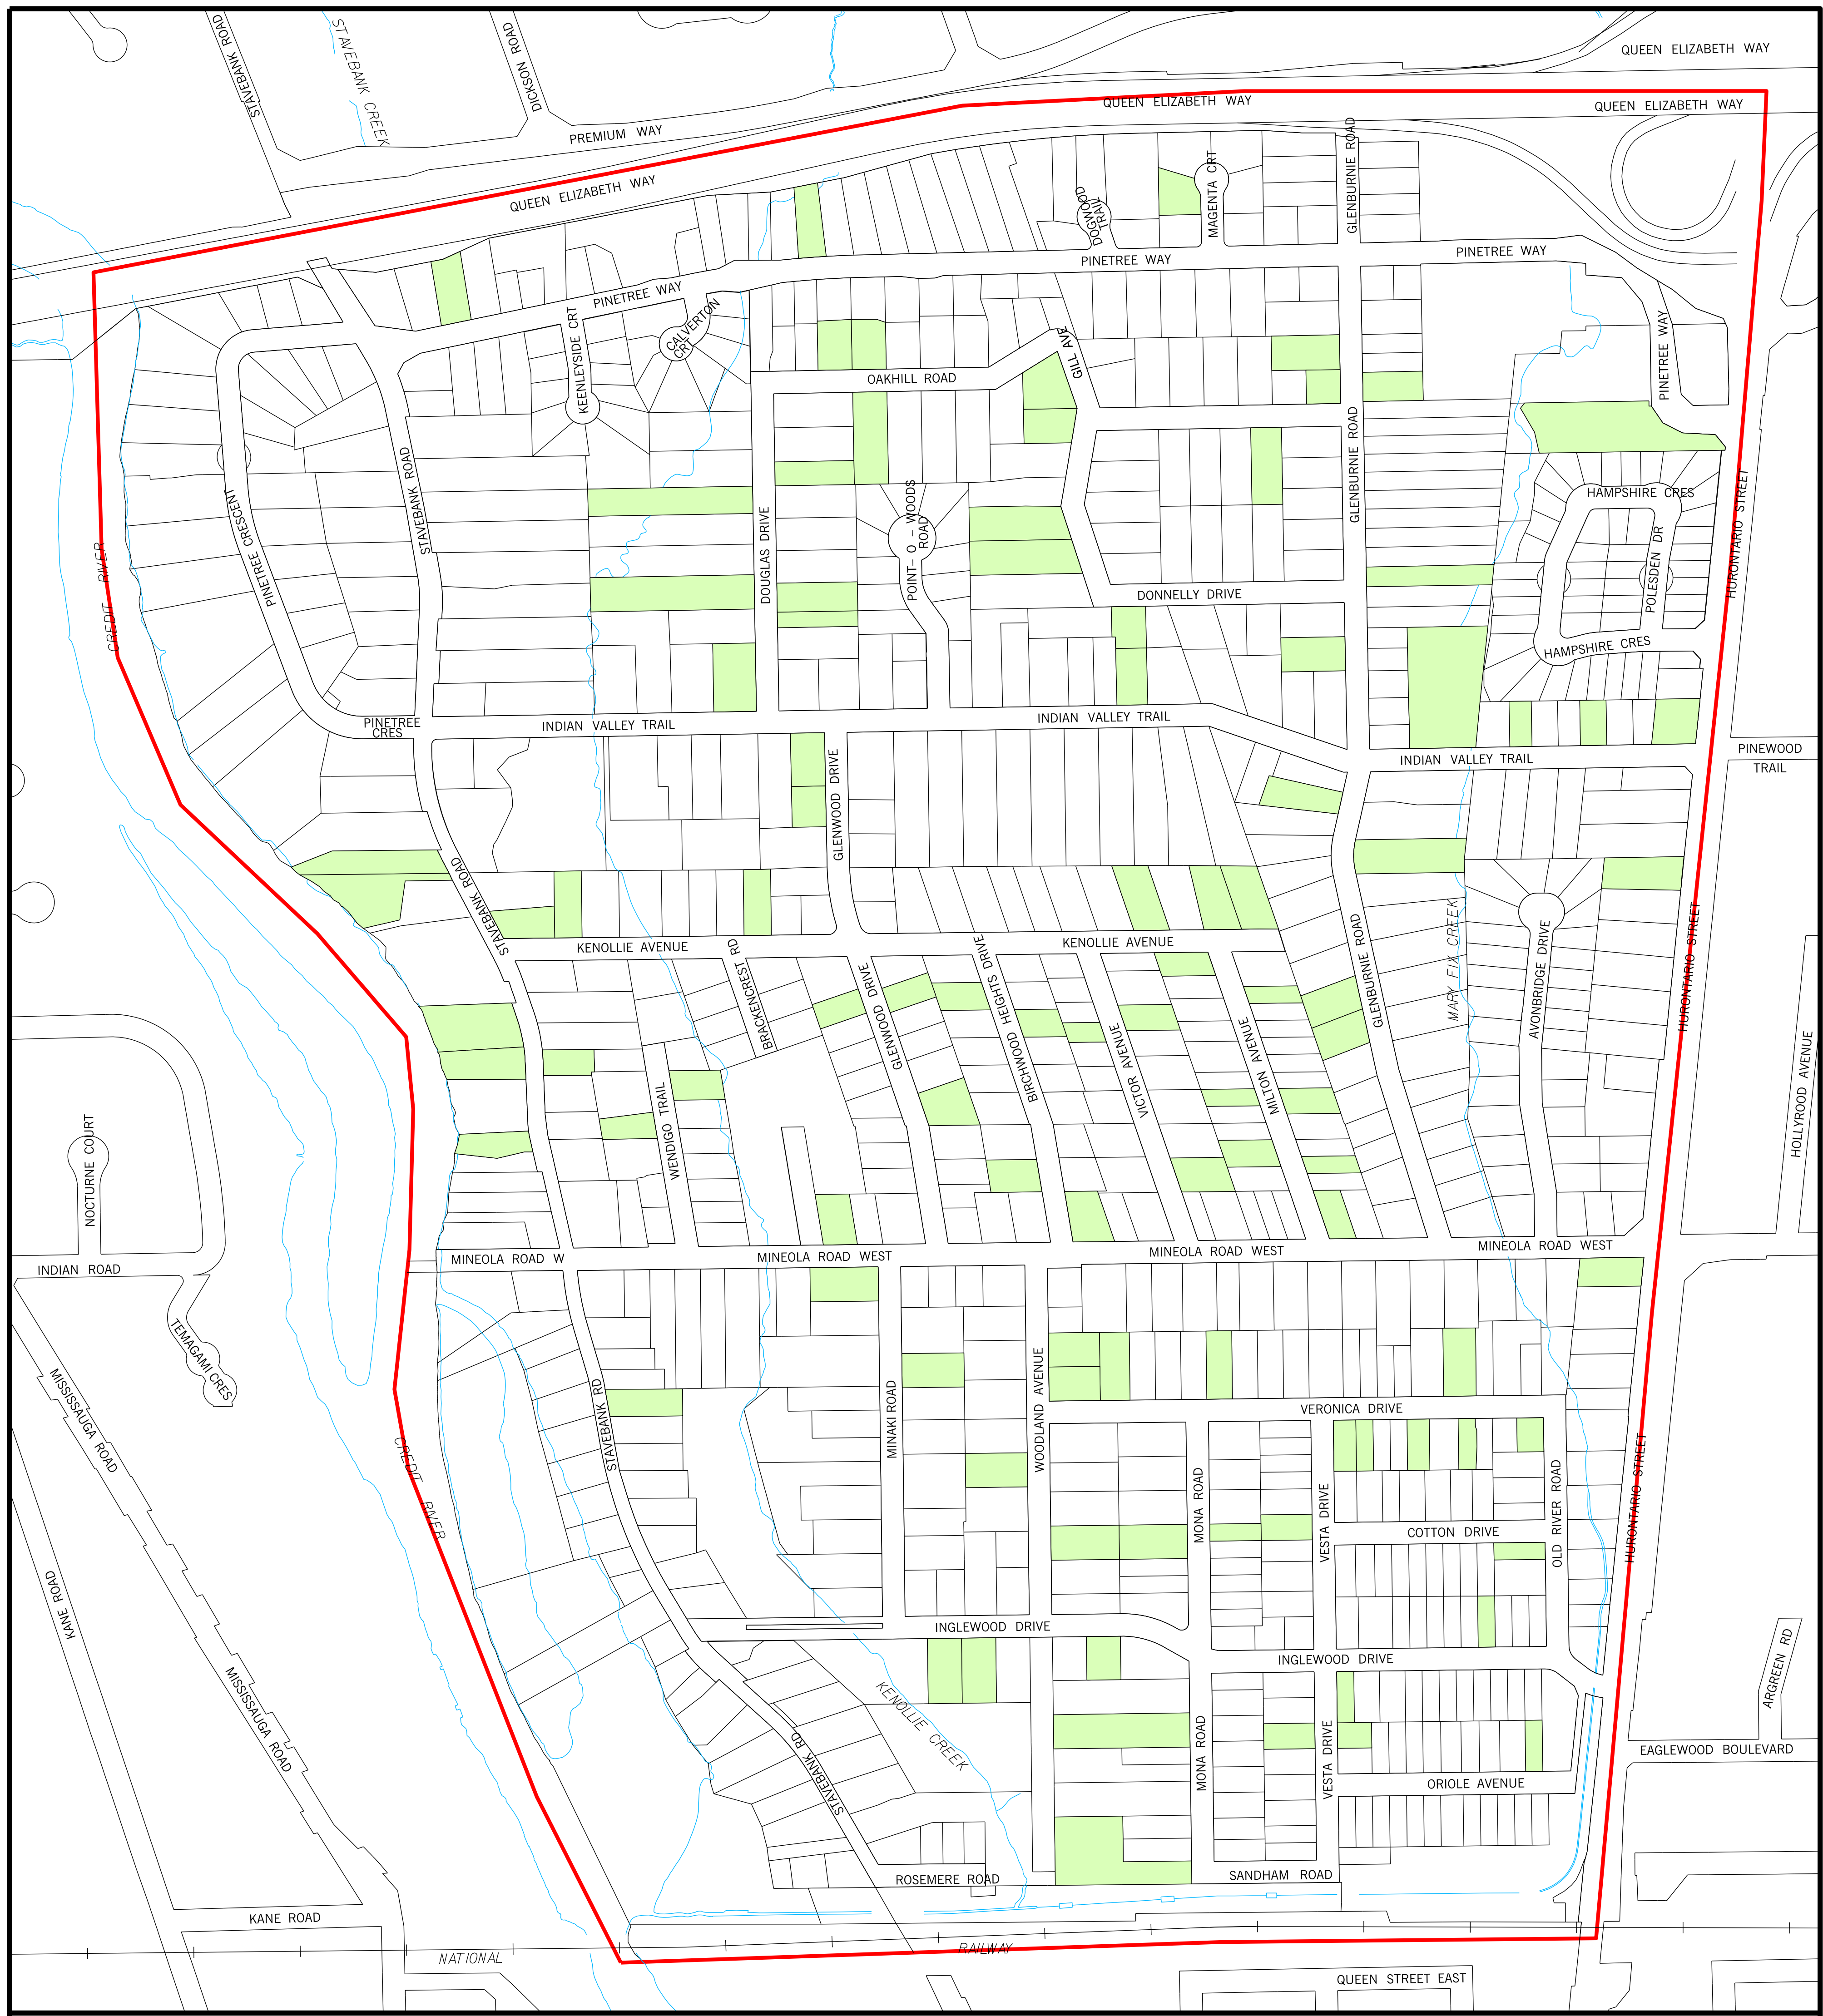 STAVEBANK ROAD
STAVEBANK CREEK
DICKSON ROAD
QUEEN ELIZABETH WAY
QUEEN ELIZABETH WAY
QUEEN ELIZABETH WAY
PREMIUM WAY
QUEEN ELIZABETH WAY
DOGWOOD
TRAIL
MAGENTA CRT
GLENBURNIE ROAD
PINETREE WAY
PINETREE WAY
PINETREE WAY
PINETREE WAY
KEENLEYSIDE CRT
CALVERTON
CRT
OAKHILL ROAD
GILL AVE
GLENBURNIE ROAD
STAVEBANK ROAD
PINETREE CRESCENT
DOUGLAS DRIVE
POINT- O - WOODS
ROAD
HAMPSHIRE CRES
POLESDEN DR
HURONTARIO STREET
CREDIT RIVER
DONNELLY DRIVE
HAMPSHIRE CRES
PINETREE
CRES
INDIAN VALLEY TRAIL
INDIAN VALLEY TRAIL
INDIAN VALLEY TRAIL
PINEWOOD
TRAIL
GLENWOOD DRIVE
STAVEBANK ROAD
KENOLLIE AVENUE
KENOLLIE AVENUE
BRACKENCREST RD
GLENWOOD DRIVE
BIRCHWOOD HEIGHTS DRIVE
VICTOR AVENUE
MILTON AVENUE
GLENBURNIE ROAD
MARY FIX CREEK
AVONBRIDGE DRIVE
HURONTARIO STREET
HOLLYROOD AVENUE
WENDIGO TRAIL
NOCTURNE COURT
INDIAN ROAD
MINEOLA ROAD W
MINEOLA ROAD WEST
MINEOLA ROAD WEST
MINEOLA ROAD WEST
TEMAGAMI CRES
MISSISSAUGA ROAD
STAVEBANK RD
MINAKI ROAD
WOODLAND AVENUE
VERONICA DRIVE
CREDIT RIVER
MONA ROAD
VESTA DRIVE
COTTON DRIVE
OLD RIVER ROAD
HURONTARIO STREET
KANE ROAD
INGLEWOOD DRIVE
INGLEWOOD DRIVE
MISSISSAUGA ROAD
KENOLLIE CREEK
STAVEBANK RD
MONA ROAD
VESTA DRIVE
ARGREEN RD
EAGLEWOOD BOULEVARD
ORIOLE AVENUE
ROSEMERE ROAD
SANDHAM ROAD
KANE ROAD
NATIONAL
RAILWAY
QUEEN STREET EAST